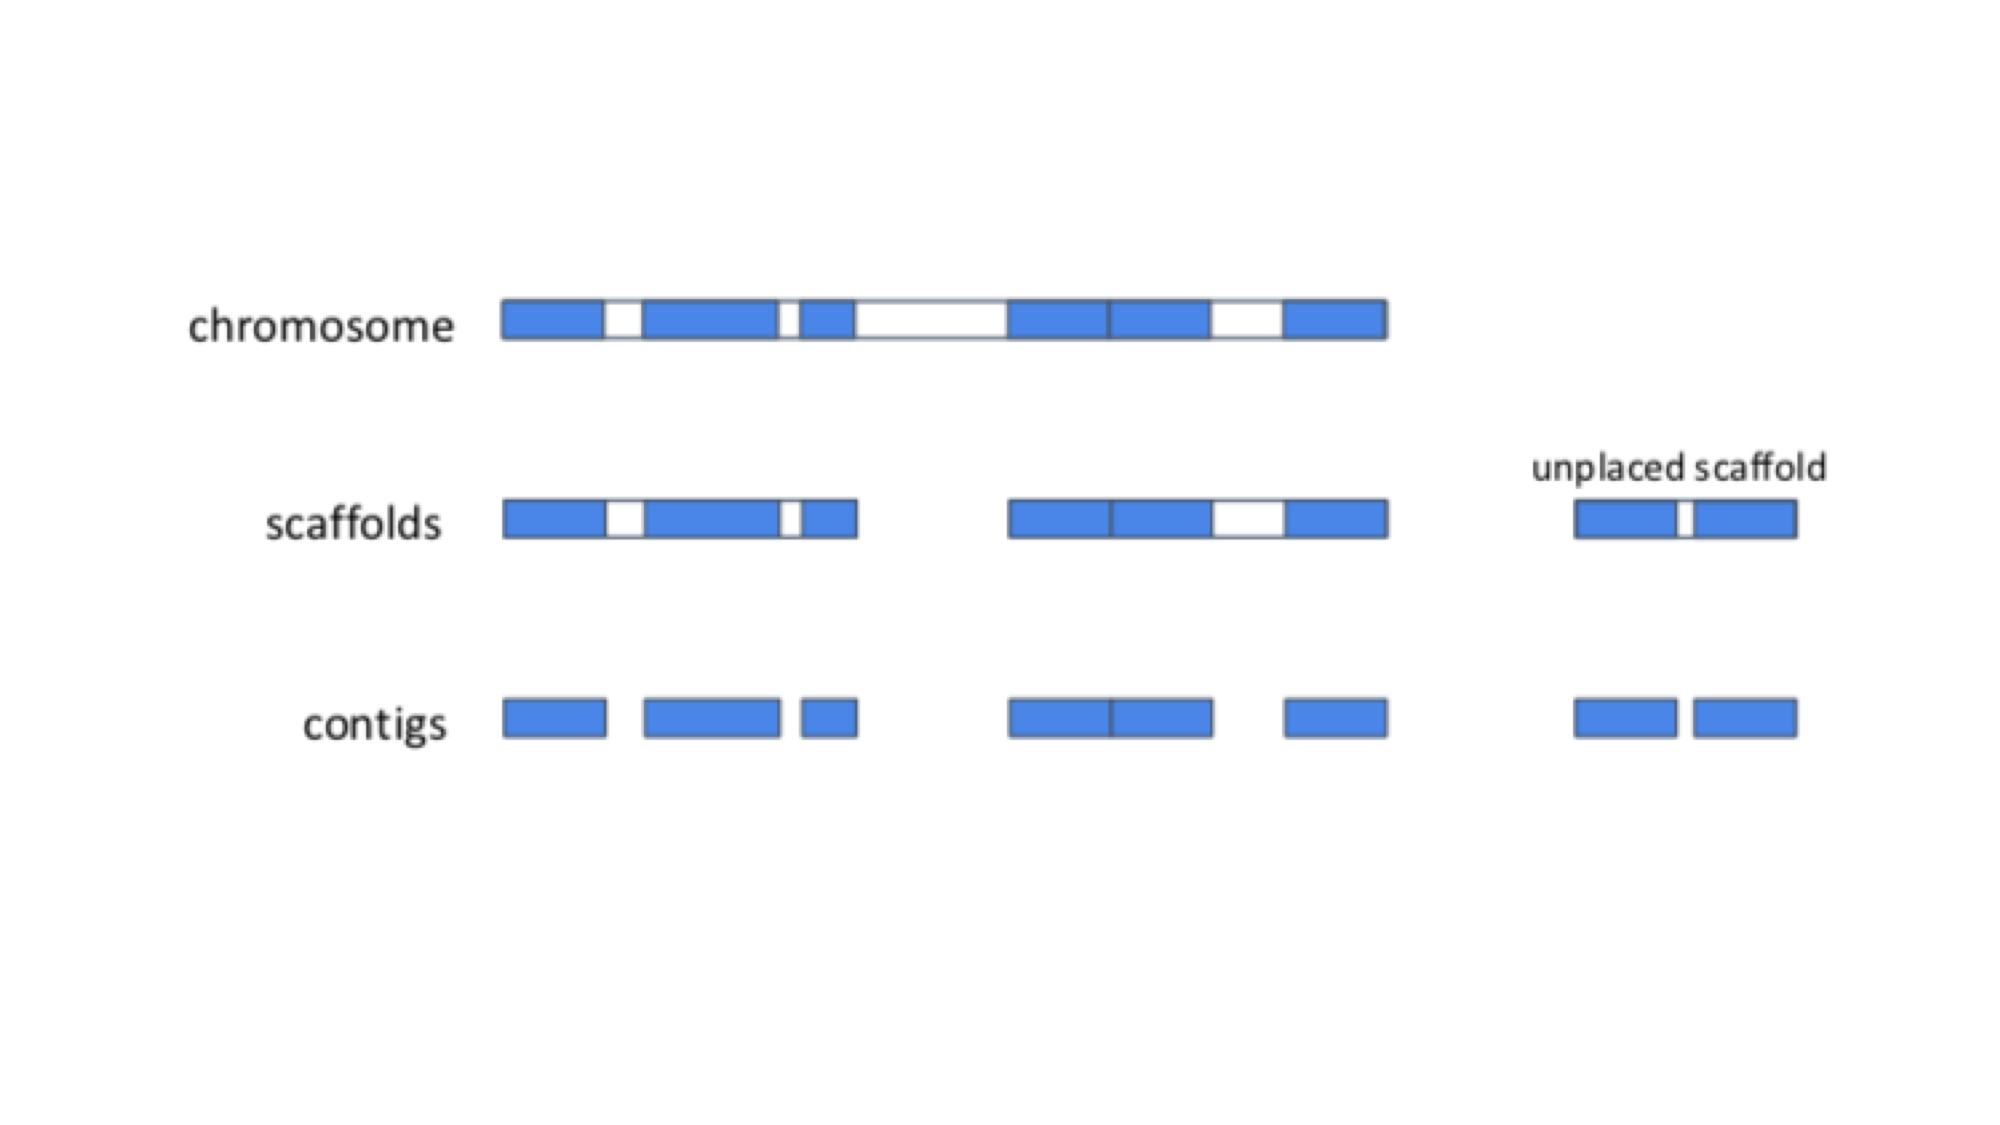 chromosome
unplaced scaffold
scaffolds
contigs